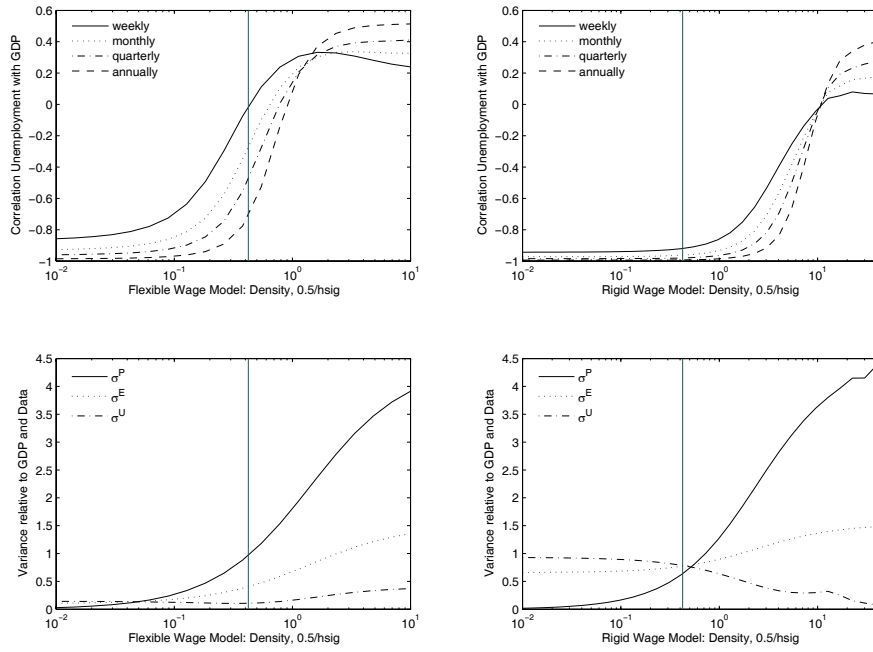 0.6
0.4
0.2
0
−0.2
−0.4
−0.6
−0.8
−1
Correlation Unemployment with GDP
weekly
monthly
quarterly
annually
10^-2
10^-1
10^0
10^1
Flexible Wage Model: Density, 0.5/hsig
0.6
0.4
0.2
0
−0.2
−0.4
−0.6
−0.8
−1
Correlation Unemployment with GDP
weekly
monthly
quarterly
annually
10^-2
10^-1
10^0
10^1
Rigid Wage Model: Density, 0.5/hsig
4.5
4
3.5
3
2.5
2
1.5
1
0.5
0
Variance relative to GDP and Data
σ^P
σ^E
σ^U
10^-2
10^-1
10^0
10^1
Flexible Wage Model: Density, 0.5/hsig
4.5
4
3.5
3
2.5
2
1.5
1
0.5
0
Variance relative to GDP and Data
σ^P
σ^E
σ^U
10^-2
10^-1
10^0
10^1
Rigid Wage Model: Density, 0.5/hsig